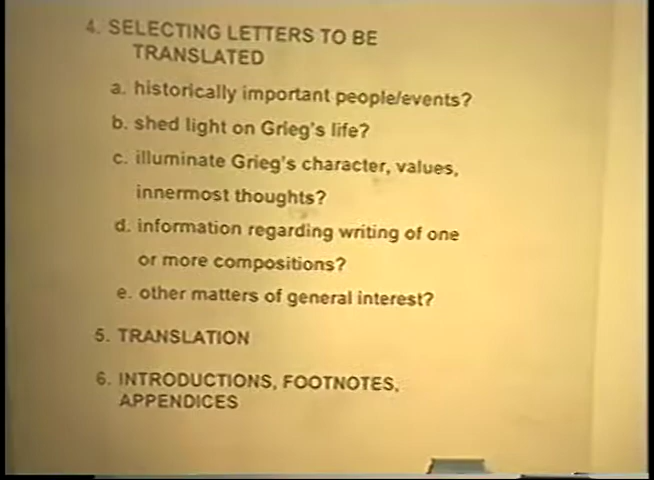 4. SELECTING LETTERS TO BE
TRANSLATED
a. historically important people/events?
b. shed light on Grieg's life?
c. illuminate Grieg's character, values,
innermost thoughts?
d. information regarding writing of one
or more compositions?
e. other matters of general interest?
5. TRANSLATION
6. INTRODUCTIONS, FOOTNOTES,
APPENDICES